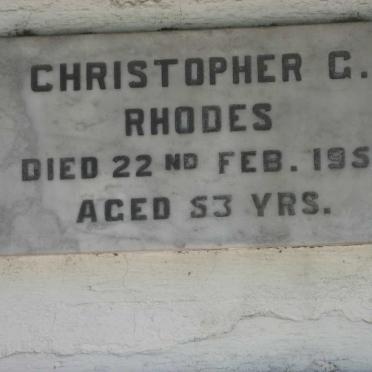 CHRISTOPHER G.
RHODES
DIED 22ND FEB. 195
AGED 53 YRS.